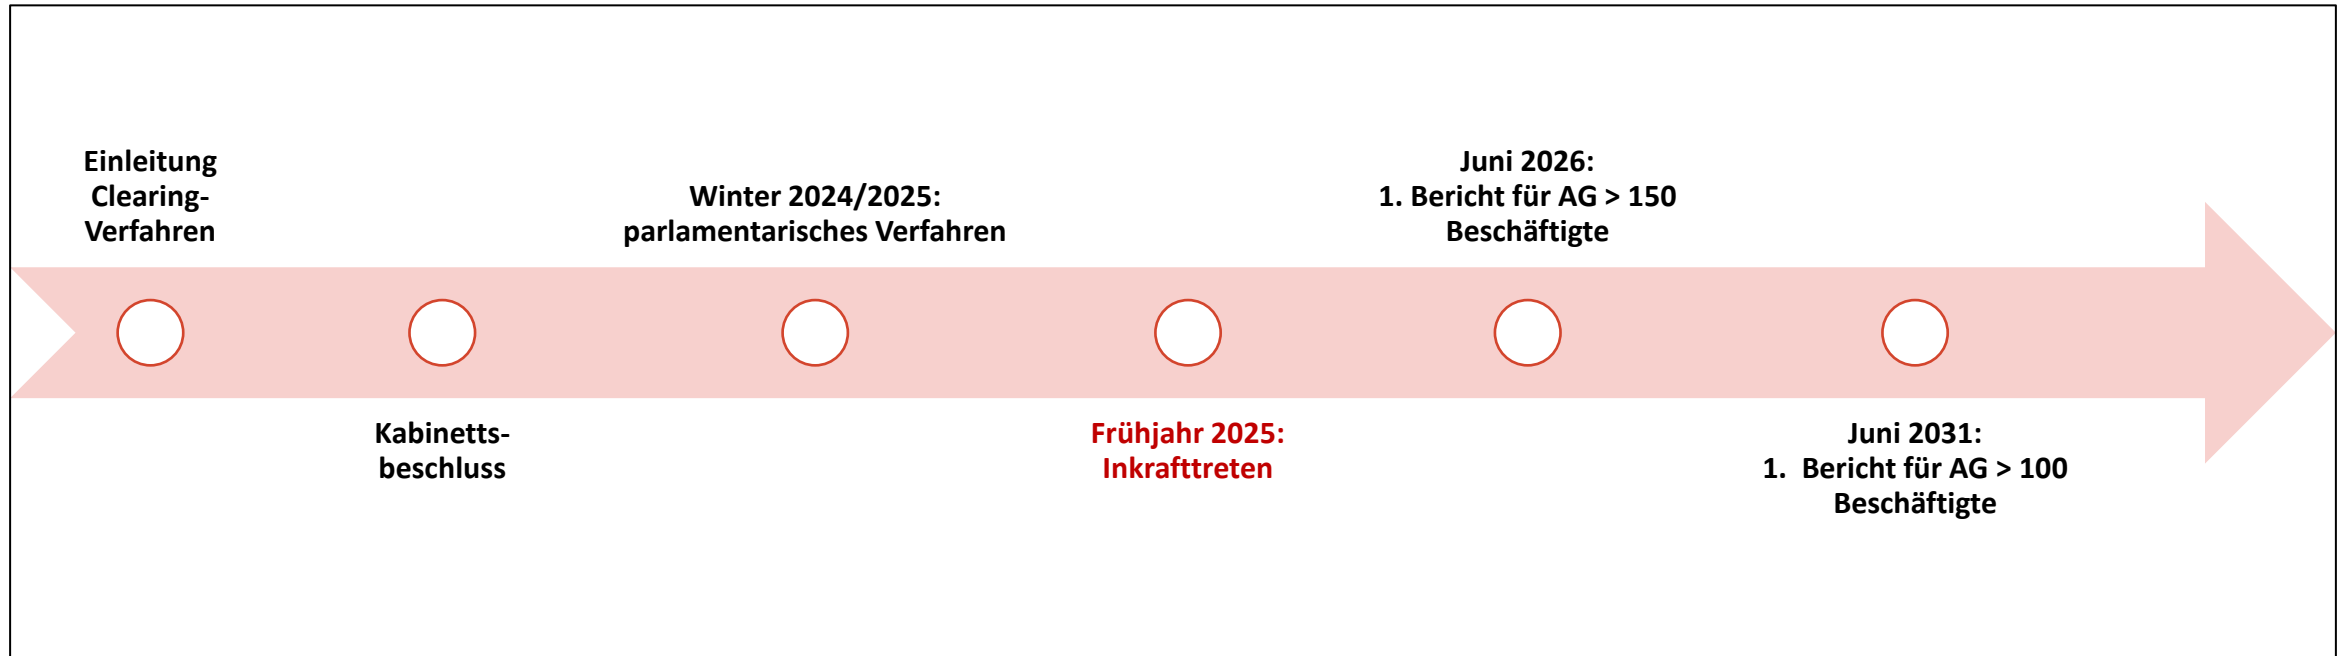 Einleitung
Clearing-
Verfahren
Kabinetts-
beschluss
Winter 2024/2025:
parlamentarisches Verfahren
Frühjahr 2025:
Inkrafttreten
Juni 2026:
1. Bericht für AG > 150
Beschäftigte
Juni 2031:
1. Bericht für AG > 100
Beschäftigte